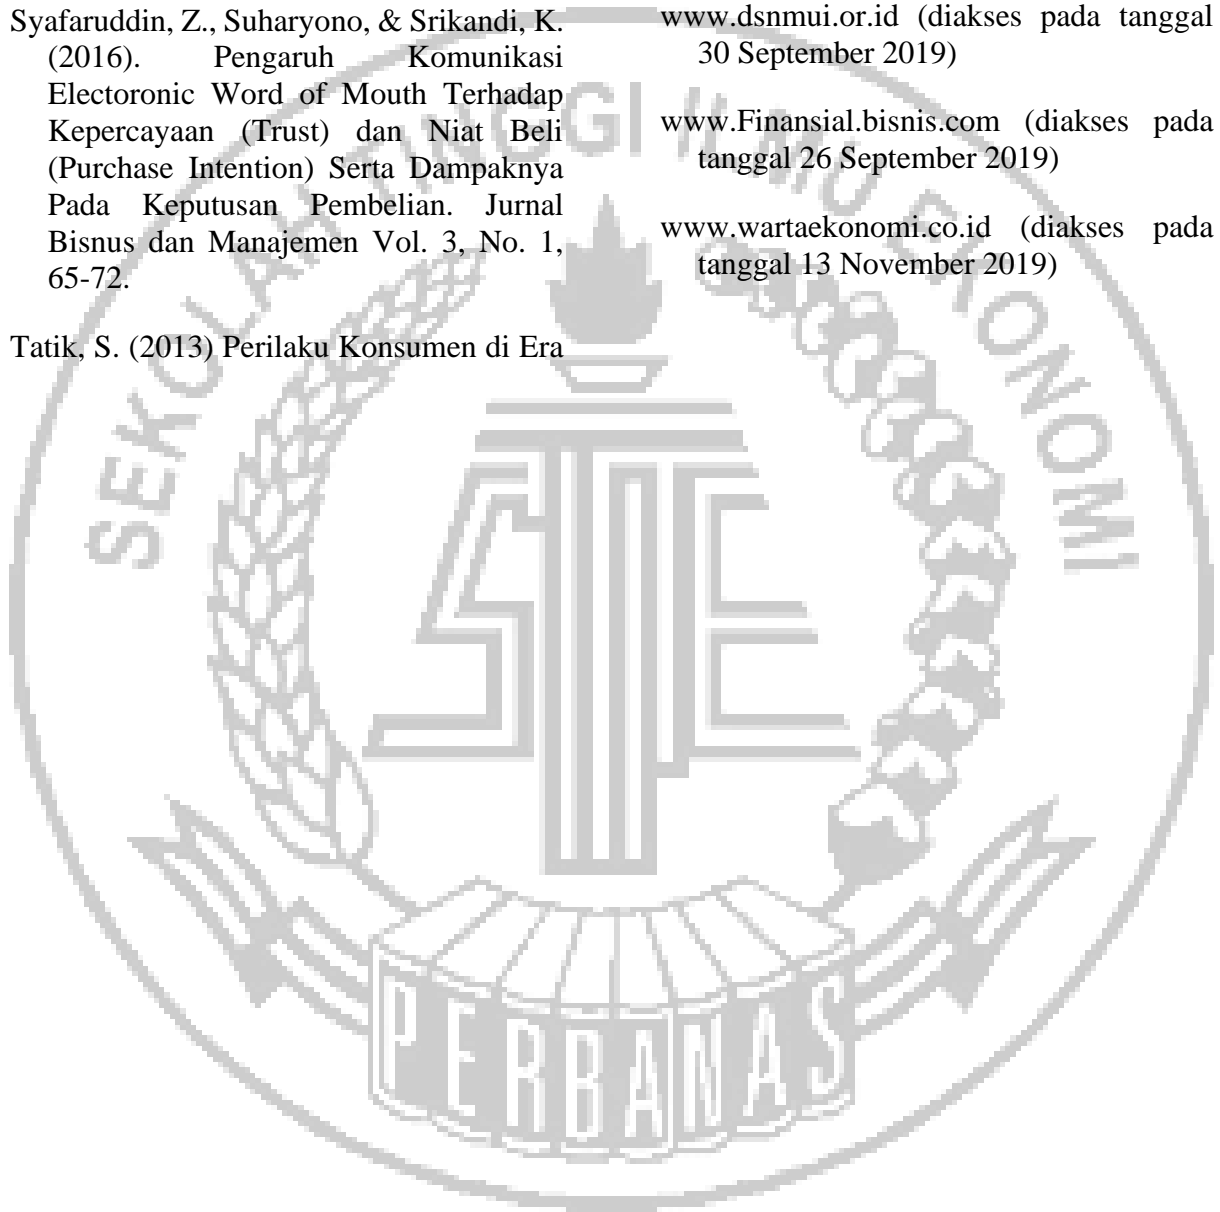 Syafaruddin, Z., Suharyono, & Srikandi, K.
(2016). Pengaruh Komunikasi
Electoronic Word of Mouth Terhadap
Kepercayaan (Trust) dan Niat Beli
(Purchase Intention) Serta Dampaknya
Pada Keputusan Pembelian. Jurnal
Bisnus dan Manajemen Vol. 3, No. 1,
65-72.
Tatik, S. (2013) Perilaku Konsumen di Era
www.dsnmui.or.id (diakses pada tanggal
30 September 2019)
www.Finansial.bisnis.com (diakses pada
tanggal 26 September 2019)
www.wartaekonomi.co.id (diakses pada
tanggal 13 November 2019)
SEKOLAH TINGGI ILMU EKONOMI
STIE
PERBANAS